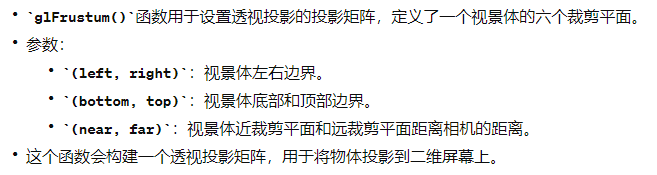 • `glFrustum()`函数用于设置透视投影的投影矩阵，定义了一个视景体的六个裁剪平面。
• 参数：
• `(left, right)`：视景体左右边界。
• `(bottom, top)`：视景体底部和顶部边界。
• `(near, far)`：视景体近裁剪平面和远裁剪平面距离相机的距离。
• 这个函数会构建一个透视投影矩阵，用于将物体投影到二维屏幕上。